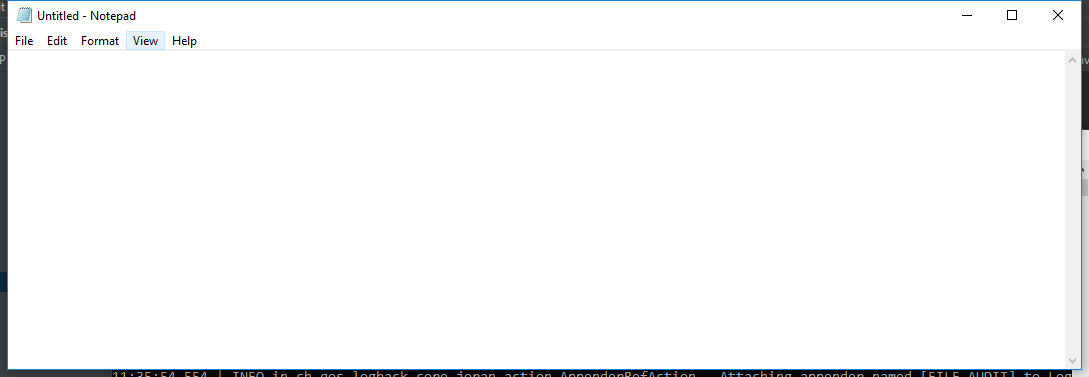 Untitled - Notepad
File Edit Format View Help
11:35:54,554 | INFO in ch.qos.logback.core.joran.action.AppenderRefAction - Attaching appender named [FILE_AUDIT] to Log